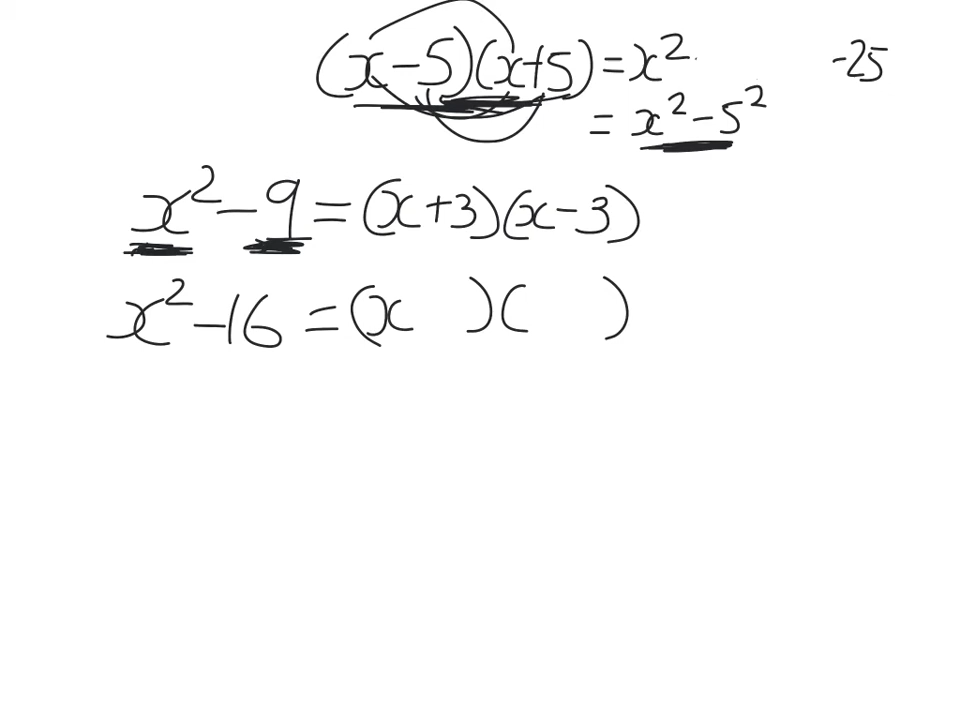 (x-5)(x+5) = x² -25
= x² - 5²
x² - 9 = (x+3)(x-3)
x² - 16 = (x )( )